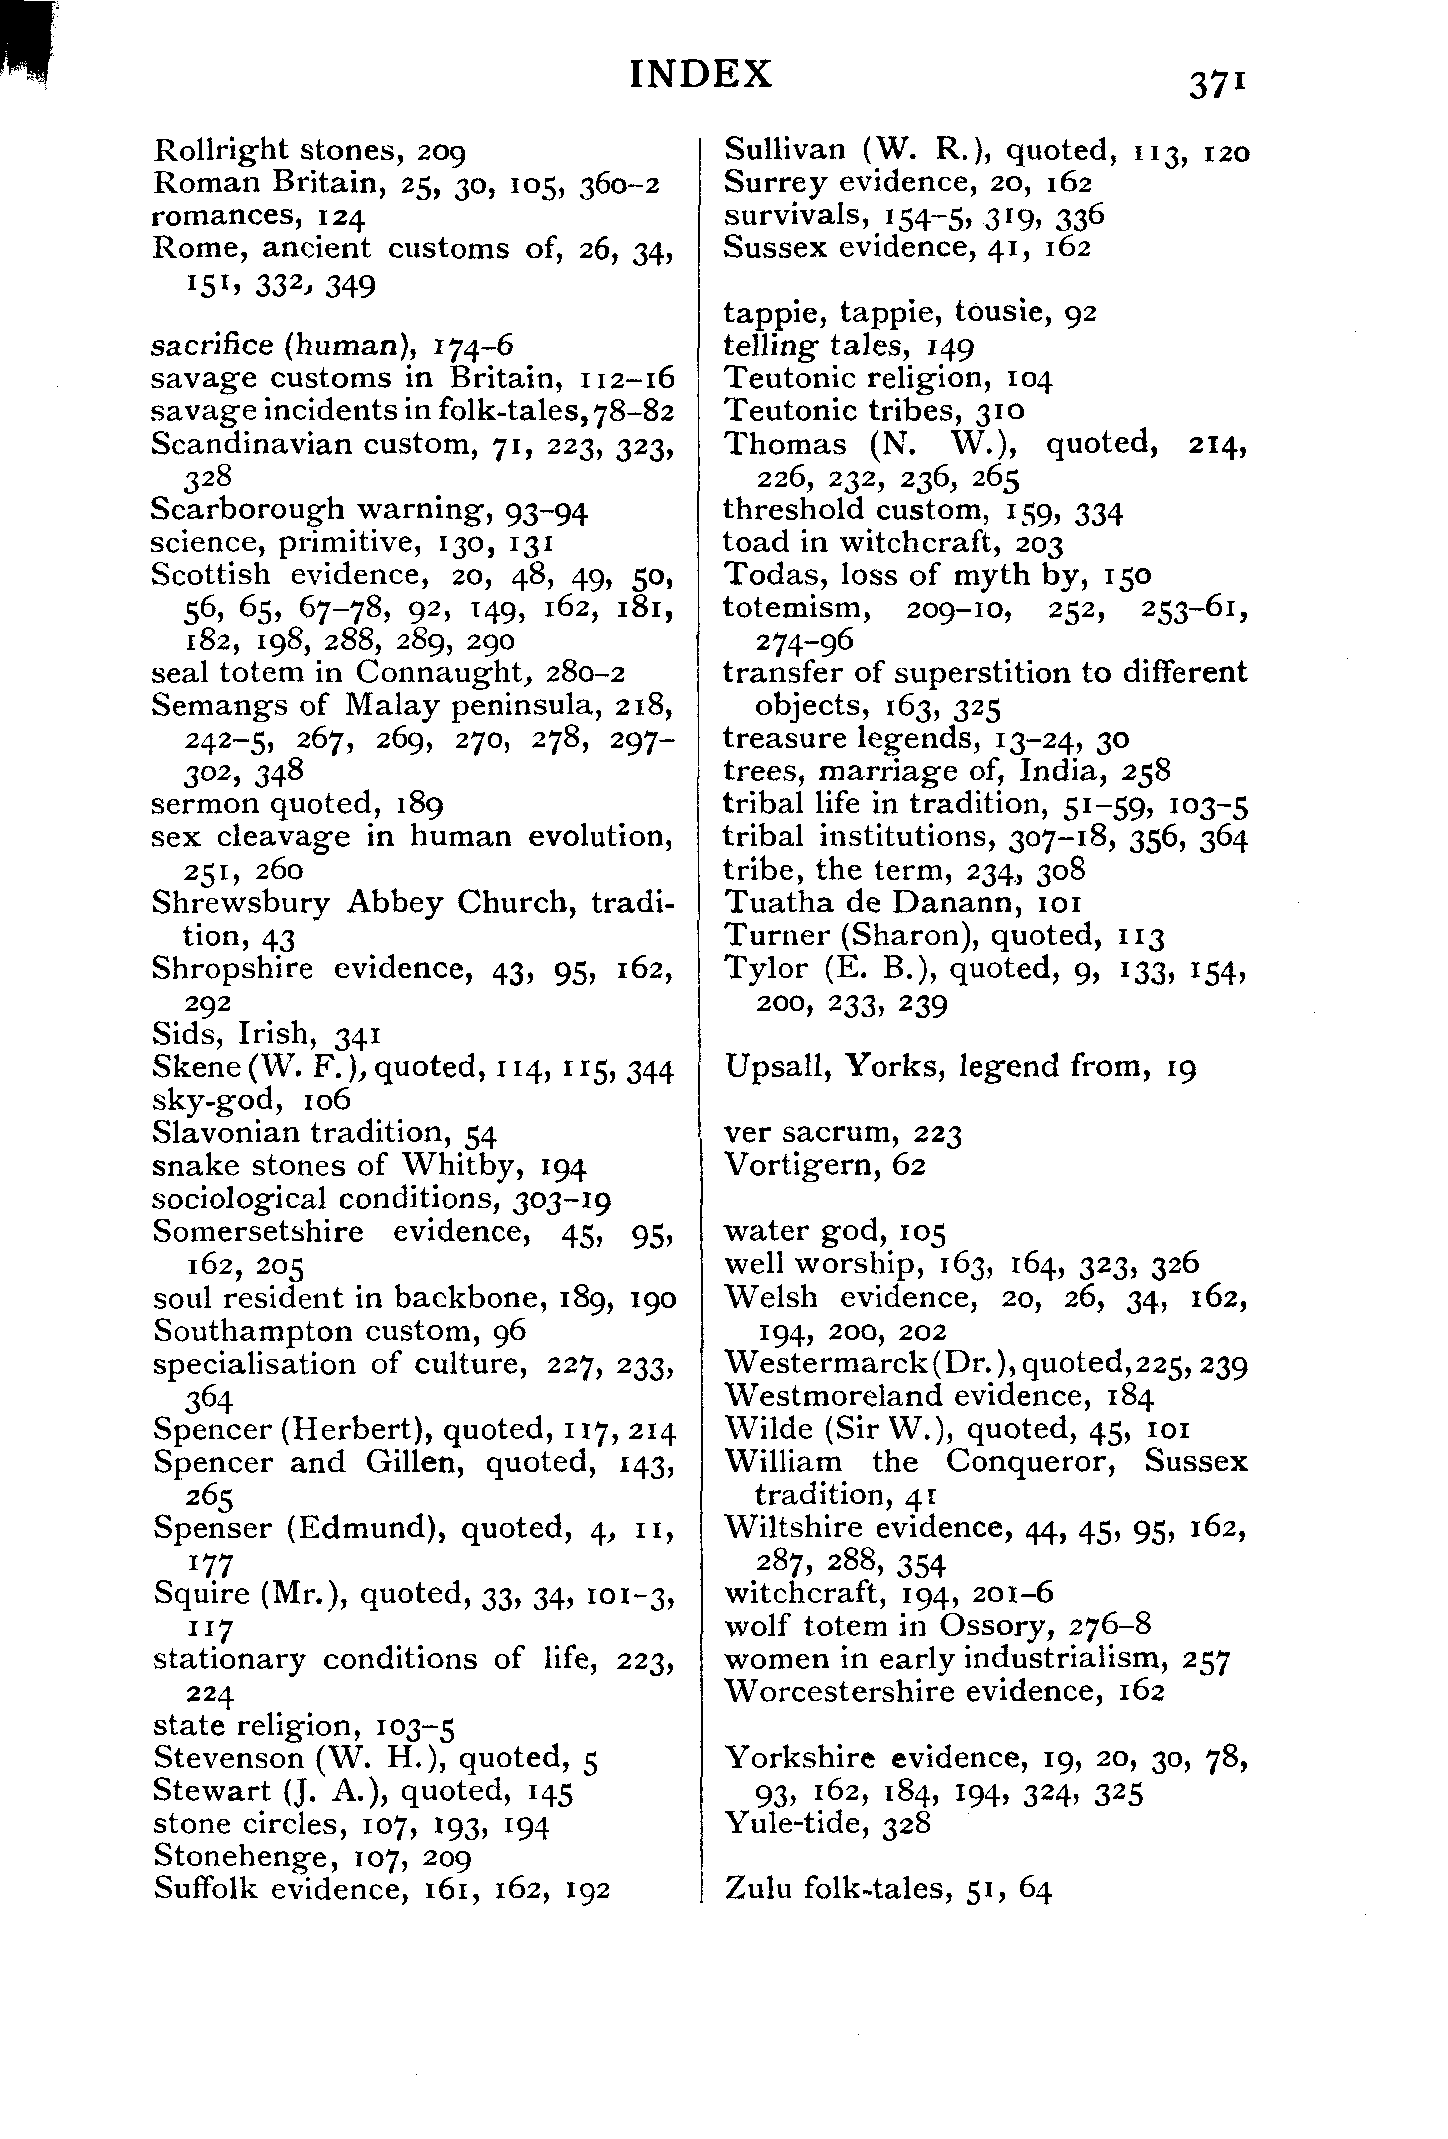 INDEX
371
Rollright stones, 209
Roman Britain, 25, 30, 105, 360–2
romances, 124
Rome, ancient customs of, 26, 34,
151, 332, 349
sacrifice (human), 174–6
savage customs in Britain, 112–16
savage incidents in folk-tales, 78–82
Scandinavian custom, 71, 223, 323,
328
Scarborough warning, 93–94
science, primitive, 130, 131
Scottish evidence, 20, 48, 49, 50,
56, 65, 67–78, 92, 149, 162, 181,
182, 198, 288, 289, 290
seal totem in Connaught, 280–2
Semangs of Malay peninsula, 218,
242–5, 267, 269, 270, 278, 297–
302, 348
sermon quoted, 189
sex cleavage in human evolution,
251, 260
Shrewsbury Abbey Church, tradi-
tion, 43
Shropshire evidence, 43, 95, 162,
292
Sids, Irish, 341
Skene (W. F.), quoted, 114, 115, 344
sky-god, 106
Slavonian tradition, 54
snake stones of Whitby, 194
sociological conditions, 303–19
Somersetshire evidence, 45, 95,
162, 205
soul resident in backbone, 189, 190
Southampton custom, 96
specialisation of culture, 227, 233,
364
Spencer (Herbert), quoted, 117, 214
Spencer and Gillen, quoted, 143,
265
Spenser (Edmund), quoted, 4, 11,
177
Squire (Mr.), quoted, 33, 34, 101–3,
117
stationary conditions of life, 223,
224
state religion, 103–5
Stevenson (W. H.), quoted, 5
Stewart (J. A.), quoted, 145
stone circles, 107, 193, 194
Stonehenge, 107, 209
Suffolk evidence, 161, 162, 192
Sullivan (W. R.), quoted, 113, 120
Surrey evidence, 20, 162
survivals, 154–5, 319, 336
Sussex evidence, 41, 162
tappie, tappie, tousie, 92
telling tales, 149
Teutonic religion, 104
Teutonic tribes, 310
Thomas (N. W.), quoted, 214,
226, 232, 236, 265
threshold custom, 159, 334
toad in witchcraft, 203
Todas, loss of myth by, 150
totemism, 209–10, 252, 253–61,
274–96
transfer of superstition to different
objects, 163, 325
treasure legends, 13–24, 30
trees, marriage of, India, 258
tribal life in tradition, 51–59, 103–5
tribal institutions, 307–18, 356, 364
tribe, the term, 234, 308
Tuatha de Danann, 101
Turner (Sharon), quoted, 113
Tylor (E. B.), quoted, 9, 133, 154,
200, 233, 239
Upsall, Yorks, legend from, 19
ver sacrum, 223
Vortigern, 62
water god, 105
well worship, 163, 164, 323, 326
Welsh evidence, 20, 26, 34, 162,
194, 200, 202
Westermarck (Dr.), quoted, 225, 239
Westmoreland evidence, 184
Wilde (Sir W.), quoted, 45, 101
William the Conqueror, Sussex
tradition, 41
Wiltshire evidence, 44, 45, 95, 162,
287, 288, 354
witchcraft, 194, 201–6
wolf totem in Ossory, 276–8
women in early industrialism, 257
Worcestershire evidence, 162
Yorkshire evidence, 19, 20, 30, 78,
93, 162, 184, 194, 324, 325
Yule-tide, 328
Zulu folk-tales, 51, 64